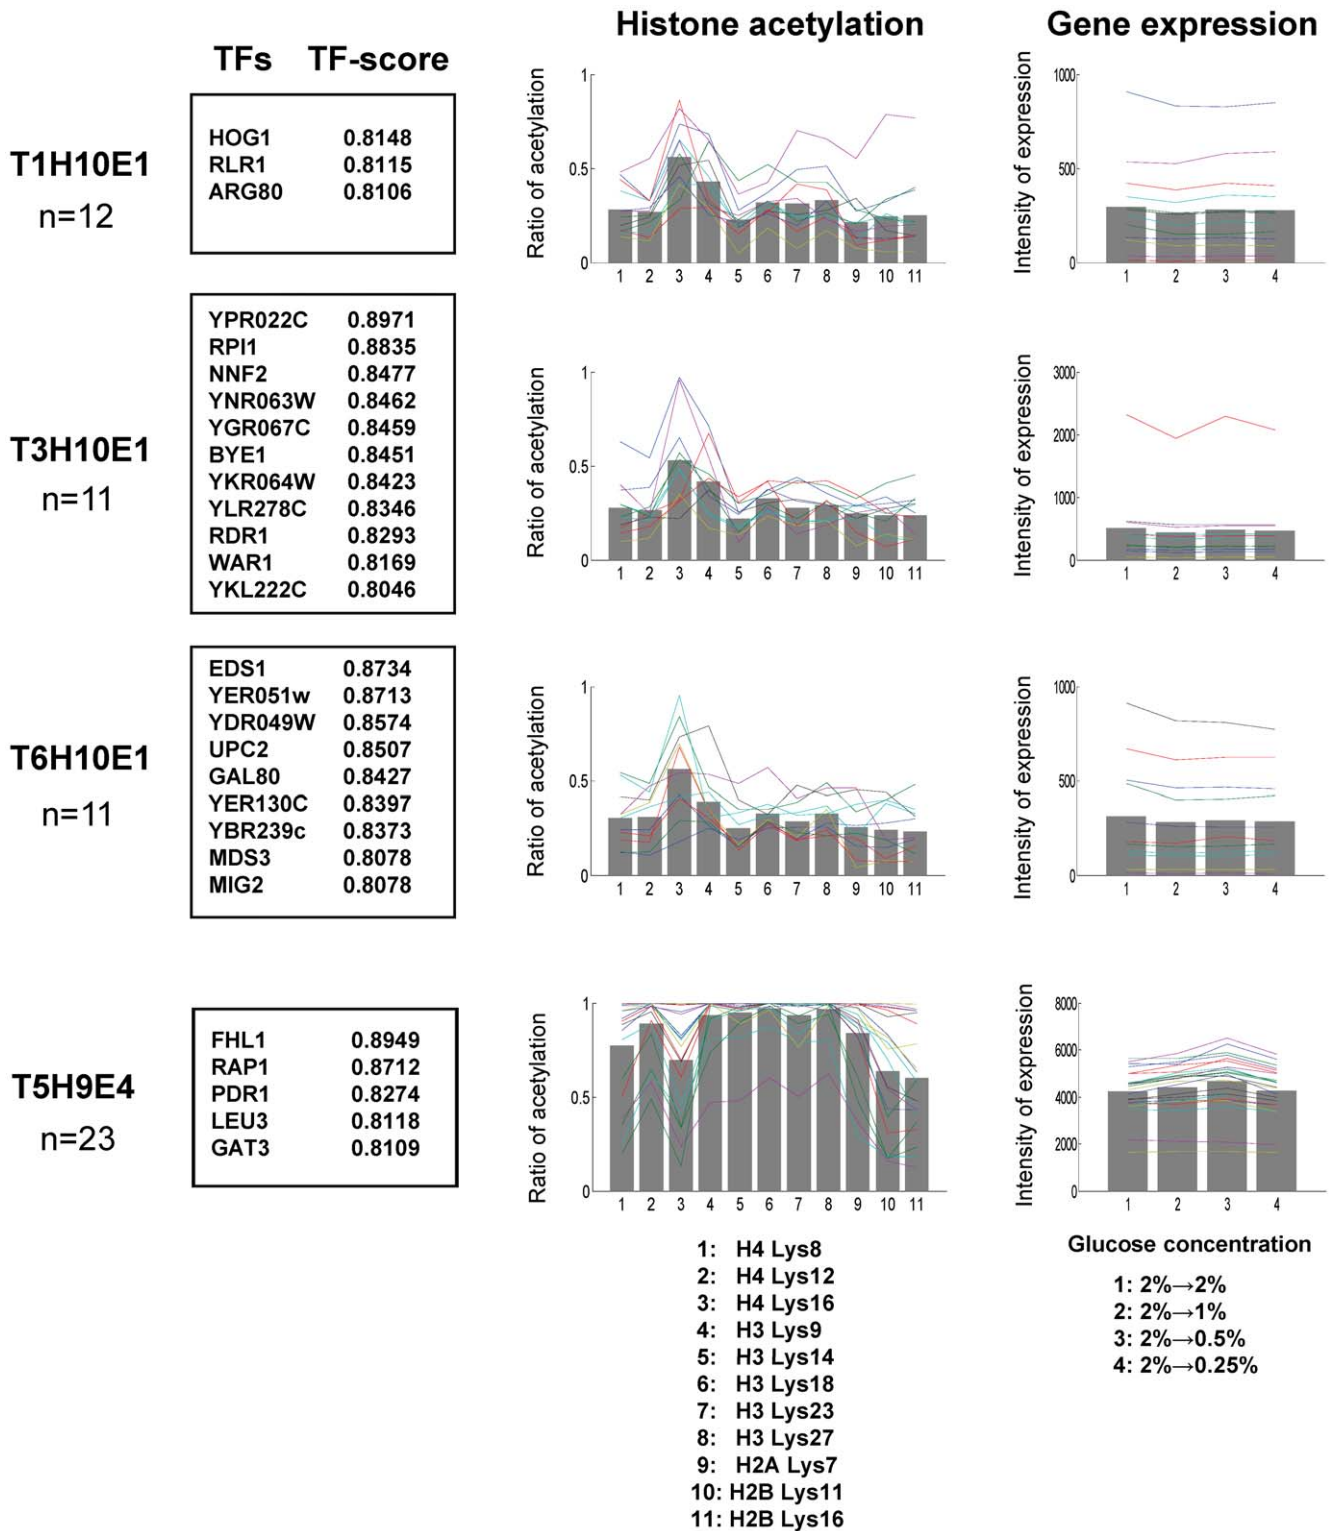 TFs TF-score Histone acetylation Gene expression
T1H10E1
n=12
HOG1 0.8148
RLR1 0.8115
ARG80 0.8106
Ratio of acetylation
1
0.5
0
1 2 3 4 5 6 7 8 9 10 11
Intensity of expression
1000
500
0
1 2 3 4
T3H10E1
n=11
YPR022C 0.8971
RPI1 0.8835
NNF2 0.8477
YNR063W 0.8462
YGR067C 0.8459
BYE1 0.8451
YKR064W 0.8423
YLR278C 0.8346
RDR1 0.8293
WAR1 0.8169
YKL222C 0.8046
Ratio of acetylation
1
0.5
0
1 2 3 4 5 6 7 8 9 10 11
Intensity of expression
3000
2000
1000
0
1 2 3 4
T6H10E1
n=11
EDS1 0.8734
YER051w 0.8713
YDR049W 0.8574
UPC2 0.8507
GAL80 0.8427
YER130C 0.8397
YBR239c 0.8373
MDS3 0.8078
MIG2 0.8078
Ratio of acetylation
1
0.5
0
1 2 3 4 5 6 7 8 9 10 11
Intensity of expression
1000
500
0
1 2 3 4
T5H9E4
n=23
FHL1 0.8949
RAP1 0.8712
PDR1 0.8274
LEU3 0.8118
GAT3 0.8109
Ratio of acetylation
1
0.5
0
1 2 3 4 5 6 7 8 9 10 11
Intensity of expression
8000
6000
4000
2000
0
1 2 3 4
1: H4 Lys8
2: H4 Lys12
3: H4 Lys16
4: H3 Lys9
5: H3 Lys14
6: H3 Lys18
7: H3 Lys23
8: H3 Lys27
9: H2A Lys7
10: H2B Lys11
11: H2B Lys16
Glucose concentration
1: 2%→2%
2: 2%→1%
3: 2%→0.5%
4: 2%→0.25%